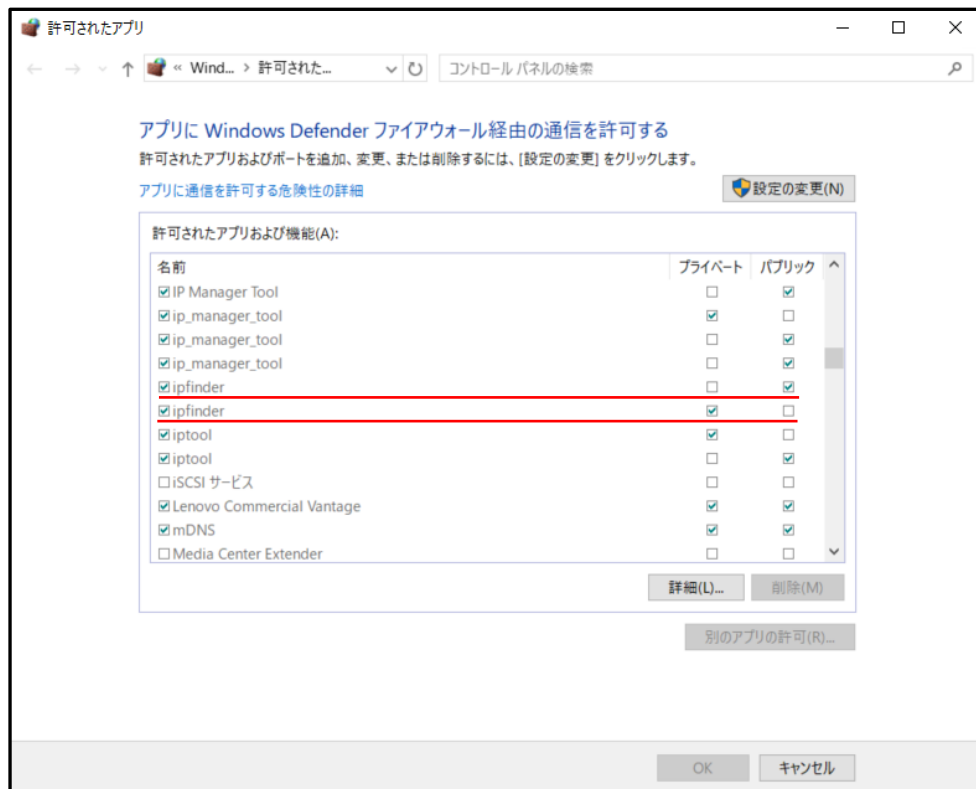 許可されたアプリ
« Wind... › 許可された...
コントロール パネルの検索
アプリに Windows Defender ファイアウォール経由の通信を許可する
許可されたアプリおよびポートを追加、変更、または削除するには、[設定の変更] をクリックします。
アプリに通信を許可する危険性の詳細
設定の変更(N)
許可されたアプリおよび機能(A):
名前 プライベート パブリック
IP Manager Tool
ip_manager_tool
ip_manager_tool
ip_manager_tool
ipfinder
ipfinder
iptool
iptool
iSCSI サービス
Lenovo Commercial Vantage
mDNS
Media Center Extender
詳細(L)... 削除(M)
別のアプリの許可(R)...
OK キャンセル